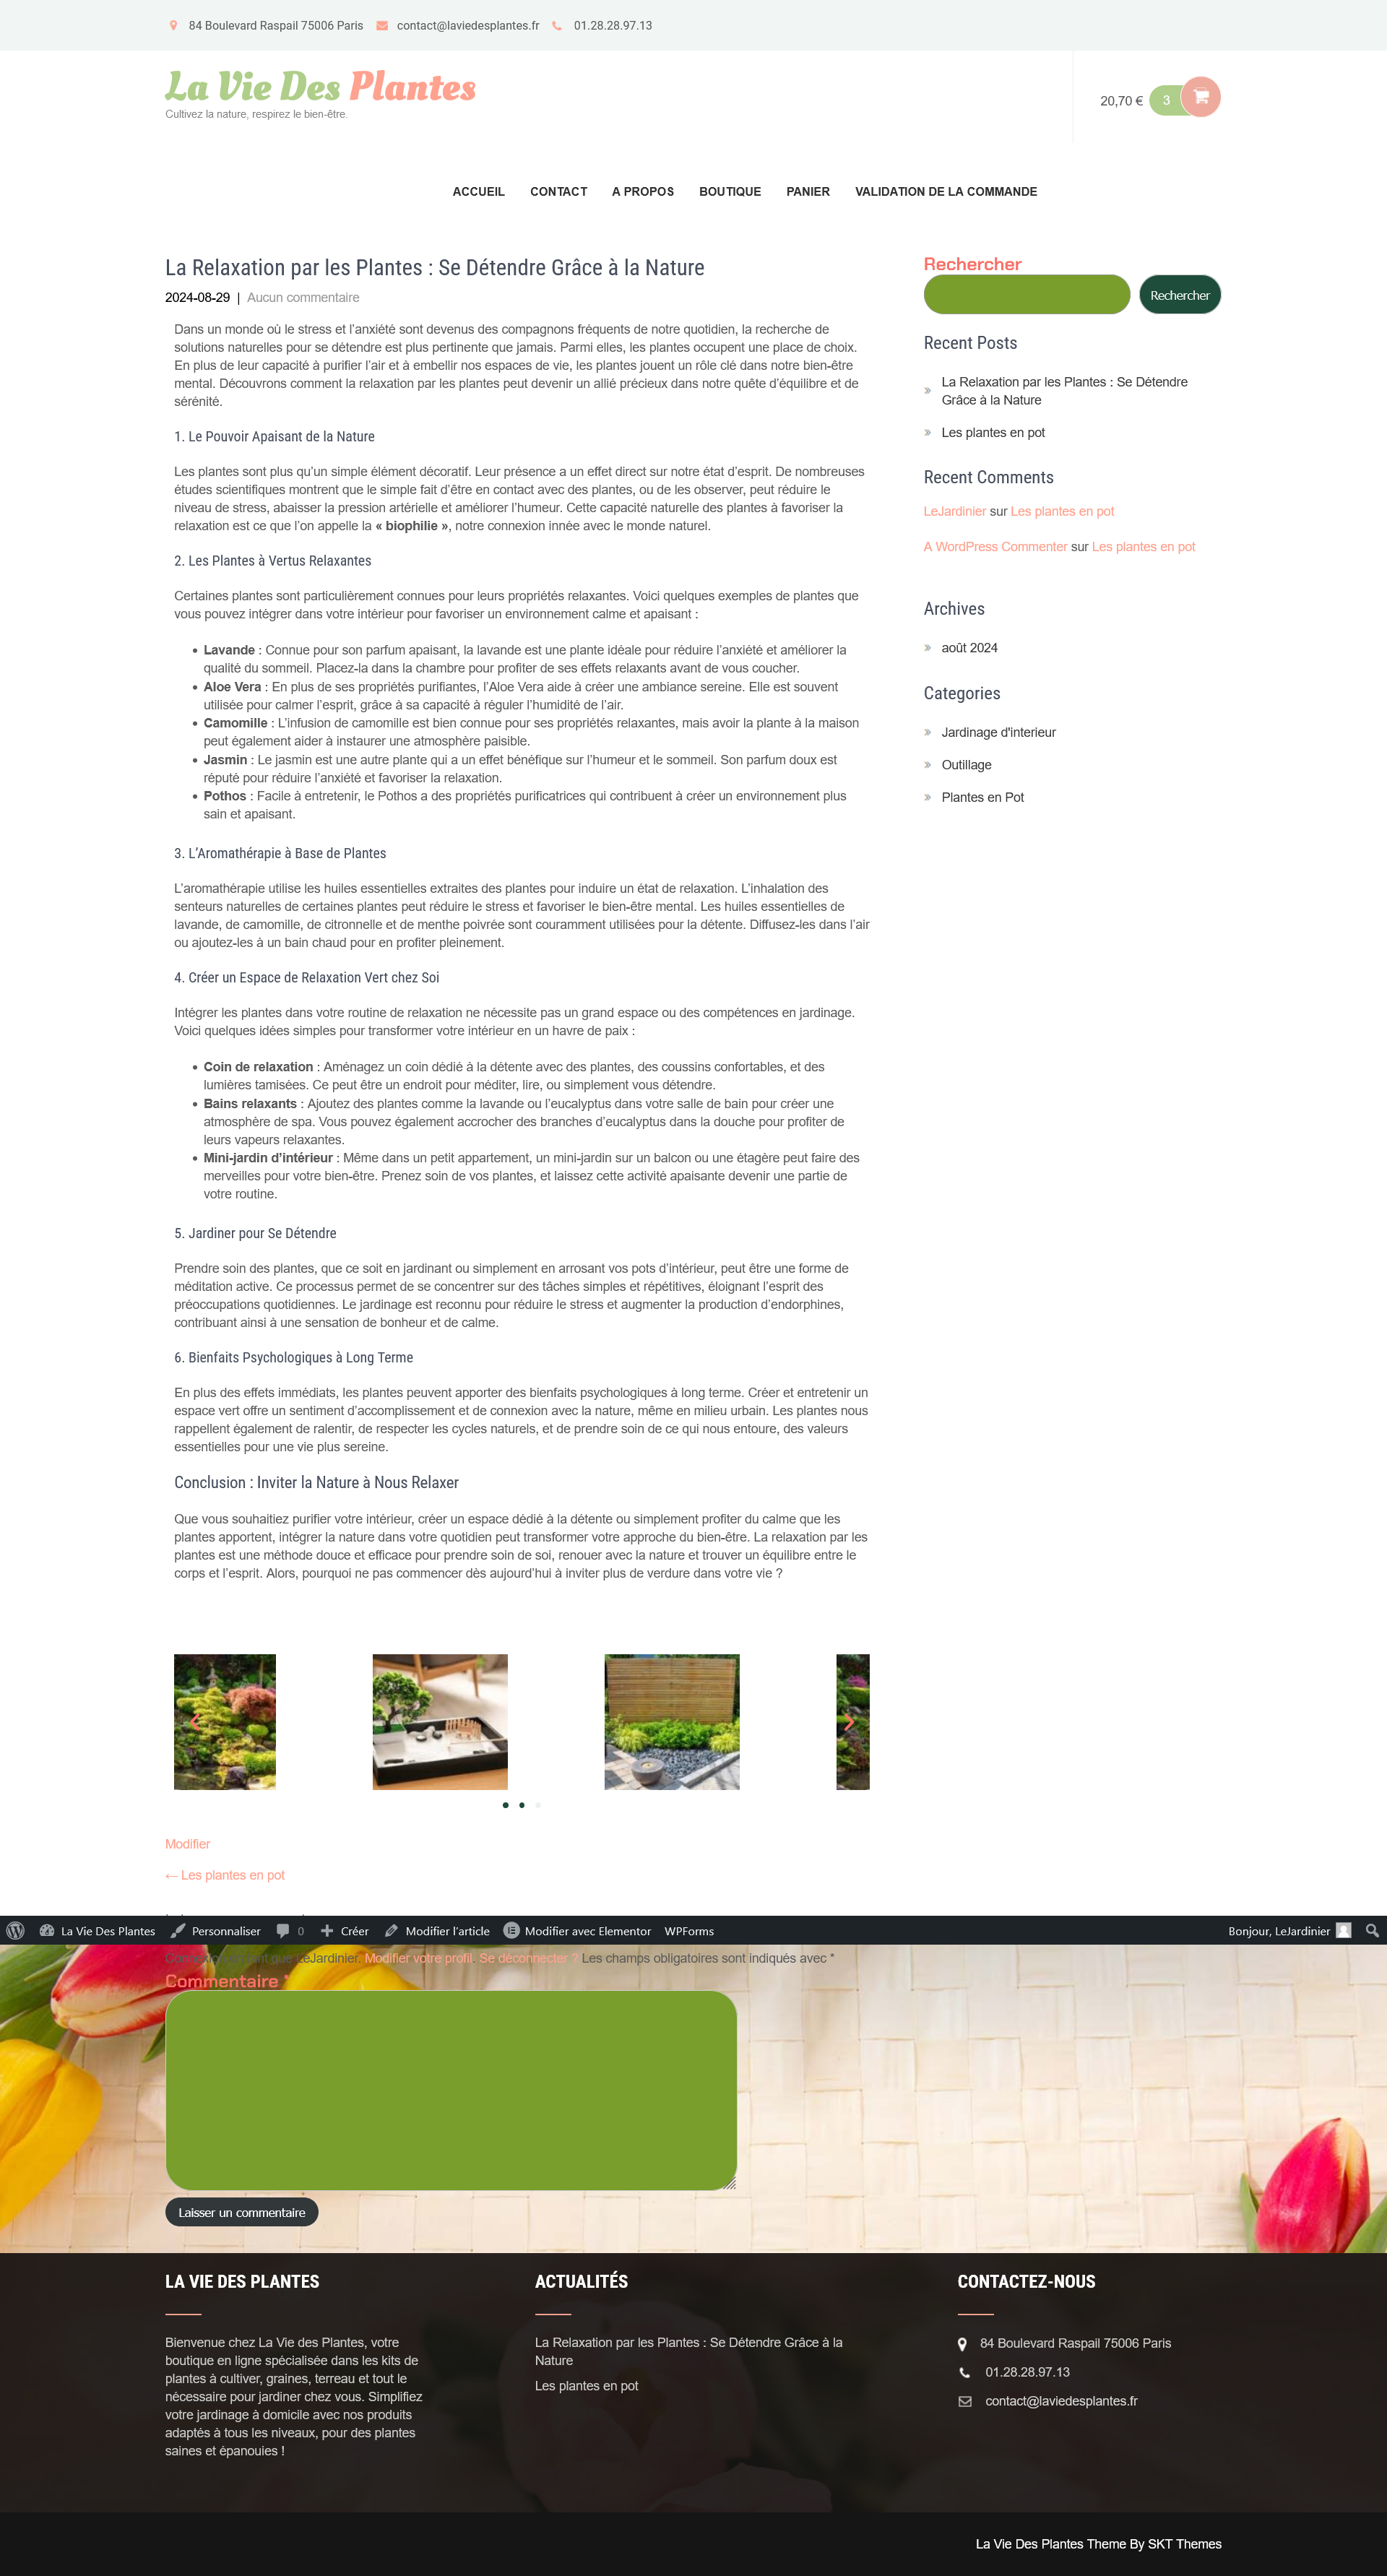 84 Boulevard Raspail 75006 Paris contact@laviedesplantes.fr 01.28.28.97.13
La Vie Des Plantes
Cultivez la nature, respirez le bien-être.
20,70 € 3
ACCUEIL CONTACT A PROPOS BOUTIQUE PANIER VALIDATION DE LA COMMANDE
La Relaxation par les Plantes : Se Détendre Grâce à la Nature
2024-08-29 | Aucun commentaire
Dans un monde où le stress et l’anxiété sont devenus des compagnons fréquents de notre quotidien, la recherche de
solutions naturelles pour se détendre est plus pertinente que jamais. Parmi elles, les plantes occupent une place de choix.
En plus de leur capacité à purifier l’air et à embellir nos espaces de vie, les plantes jouent un rôle clé dans notre bien-être
mental. Découvrons comment la relaxation par les plantes peut devenir un allié précieux dans notre quête d’équilibre et de
sérénité.
1. Le Pouvoir Apaisant de la Nature
Les plantes sont plus qu’un simple élément décoratif. Leur présence a un effet direct sur notre état d’esprit. De nombreuses
études scientifiques montrent que le simple fait d’être en contact avec des plantes, ou de les observer, peut réduire le
niveau de stress, abaisser la pression artérielle et améliorer l’humeur. Cette capacité naturelle des plantes à favoriser la
relaxation est ce que l’on appelle la « biophilie », notre connexion innée avec le monde naturel.
2. Les Plantes à Vertus Relaxantes
Certaines plantes sont particulièrement connues pour leurs propriétés relaxantes. Voici quelques exemples de plantes que
vous pouvez intégrer dans votre intérieur pour favoriser un environnement calme et apaisant :
• Lavande : Connue pour son parfum apaisant, la lavande est une plante idéale pour réduire l’anxiété et améliorer la
qualité du sommeil. Placez-la dans la chambre pour profiter de ses effets relaxants avant de vous coucher.
• Aloe Vera : En plus de ses propriétés purifiantes, l’Aloe Vera aide à créer une ambiance sereine. Elle est souvent
utilisée pour calmer l’esprit, grâce à sa capacité à réguler l’humidité de l’air.
• Camomille : L’infusion de camomille est bien connue pour ses propriétés relaxantes, mais avoir la plante à la maison
peut également aider à instaurer une atmosphère paisible.
• Jasmin : Le jasmin est une autre plante qui a un effet bénéfique sur l’humeur et le sommeil. Son parfum doux est
réputé pour réduire l’anxiété et favoriser la relaxation.
• Pothos : Facile à entretenir, le Pothos a des propriétés purificatrices qui contribuent à créer un environnement plus
sain et apaisant.
3. L’Aromathérapie à Base de Plantes
L’aromathérapie utilise les huiles essentielles extraites des plantes pour induire un état de relaxation. L’inhalation des
senteurs naturelles de certaines plantes peut réduire le stress et favoriser le bien-être mental. Les huiles essentielles de
lavande, de camomille, de citronnelle et de menthe poivrée sont couramment utilisées pour la détente. Diffusez-les dans l’air
ou ajoutez-les à un bain chaud pour en profiter pleinement.
4. Créer un Espace de Relaxation Vert chez Soi
Intégrer les plantes dans votre routine de relaxation ne nécessite pas un grand espace ou des compétences en jardinage.
Voici quelques idées simples pour transformer votre intérieur en un havre de paix :
• Coin de relaxation : Aménagez un coin dédié à la détente avec des plantes, des coussins confortables, et des
lumières tamisées. Ce peut être un endroit pour méditer, lire, ou simplement vous détendre.
• Bains relaxants : Ajoutez des plantes comme la lavande ou l’eucalyptus dans votre salle de bain pour créer une
atmosphère de spa. Vous pouvez également accrocher des branches d’eucalyptus dans la douche pour profiter de
leurs vapeurs relaxantes.
• Mini-jardin d’intérieur : Même dans un petit appartement, un mini-jardin sur un balcon ou une étagère peut faire des
merveilles pour votre bien-être. Prenez soin de vos plantes, et laissez cette activité apaisante devenir une partie de
votre routine.
5. Jardiner pour Se Détendre
Prendre soin des plantes, que ce soit en jardinant ou simplement en arrosant vos pots d’intérieur, peut être une forme de
méditation active. Ce processus permet de se concentrer sur des tâches simples et répétitives, éloignant l’esprit des
préoccupations quotidiennes. Le jardinage est reconnu pour réduire le stress et augmenter la production d’endorphines,
contribuant ainsi à une sensation de bonheur et de calme.
6. Bienfaits Psychologiques à Long Terme
En plus des effets immédiats, les plantes peuvent apporter des bienfaits psychologiques à long terme. Créer et entretenir un
espace vert offre un sentiment d’accomplissement et de connexion avec la nature, même en milieu urbain. Les plantes nous
rappellent également de ralentir, de respecter les cycles naturels, et de prendre soin de ce qui nous entoure, des valeurs
essentielles pour une vie plus sereine.
Conclusion : Inviter la Nature à Nous Relaxer
Que vous souhaitiez purifier votre intérieur, créer un espace dédié à la détente ou simplement profiter du calme que les
plantes apportent, intégrer la nature dans votre quotidien peut transformer votre approche du bien-être. La relaxation par les
plantes est une méthode douce et efficace pour prendre soin de soi, renouer avec la nature et trouver un équilibre entre le
corps et l’esprit. Alors, pourquoi ne pas commencer dès aujourd’hui à inviter plus de verdure dans votre vie ?
Modifier
← Les plantes en pot
Rechercher
Rechercher
Recent Posts
La Relaxation par les Plantes : Se Détendre
Grâce à la Nature
Les plantes en pot
Recent Comments
LeJardinier sur Les plantes en pot
A WordPress Commenter sur Les plantes en pot
Archives
août 2024
Categories
Jardinage d'interieur
Outillage
Plantes en Pot
La Vie Des Plantes Personnaliser 0 Créer Modifier l’article Modifier avec Elementor WPForms Bonjour, LeJardinier
Connexion en tant que LeJardinier. Modifier votre profil. Se déconnecter ? Les champs obligatoires sont indiqués avec *
Commentaire *
Laisser un commentaire
LA VIE DES PLANTES
Bienvenue chez La Vie des Plantes, votre
boutique en ligne spécialisée dans les kits de
plantes à cultiver, graines, terreau et tout le
nécessaire pour jardiner chez vous. Simplifiez
votre jardinage à domicile avec nos produits
adaptés à tous les niveaux, pour des plantes
saines et épanouies !
ACTUALITÉS
La Relaxation par les Plantes : Se Détendre Grâce à la
Nature
Les plantes en pot
CONTACTEZ-NOUS
84 Boulevard Raspail 75006 Paris
01.28.28.97.13
contact@laviedesplantes.fr
La Vie Des Plantes Theme By SKT Themes